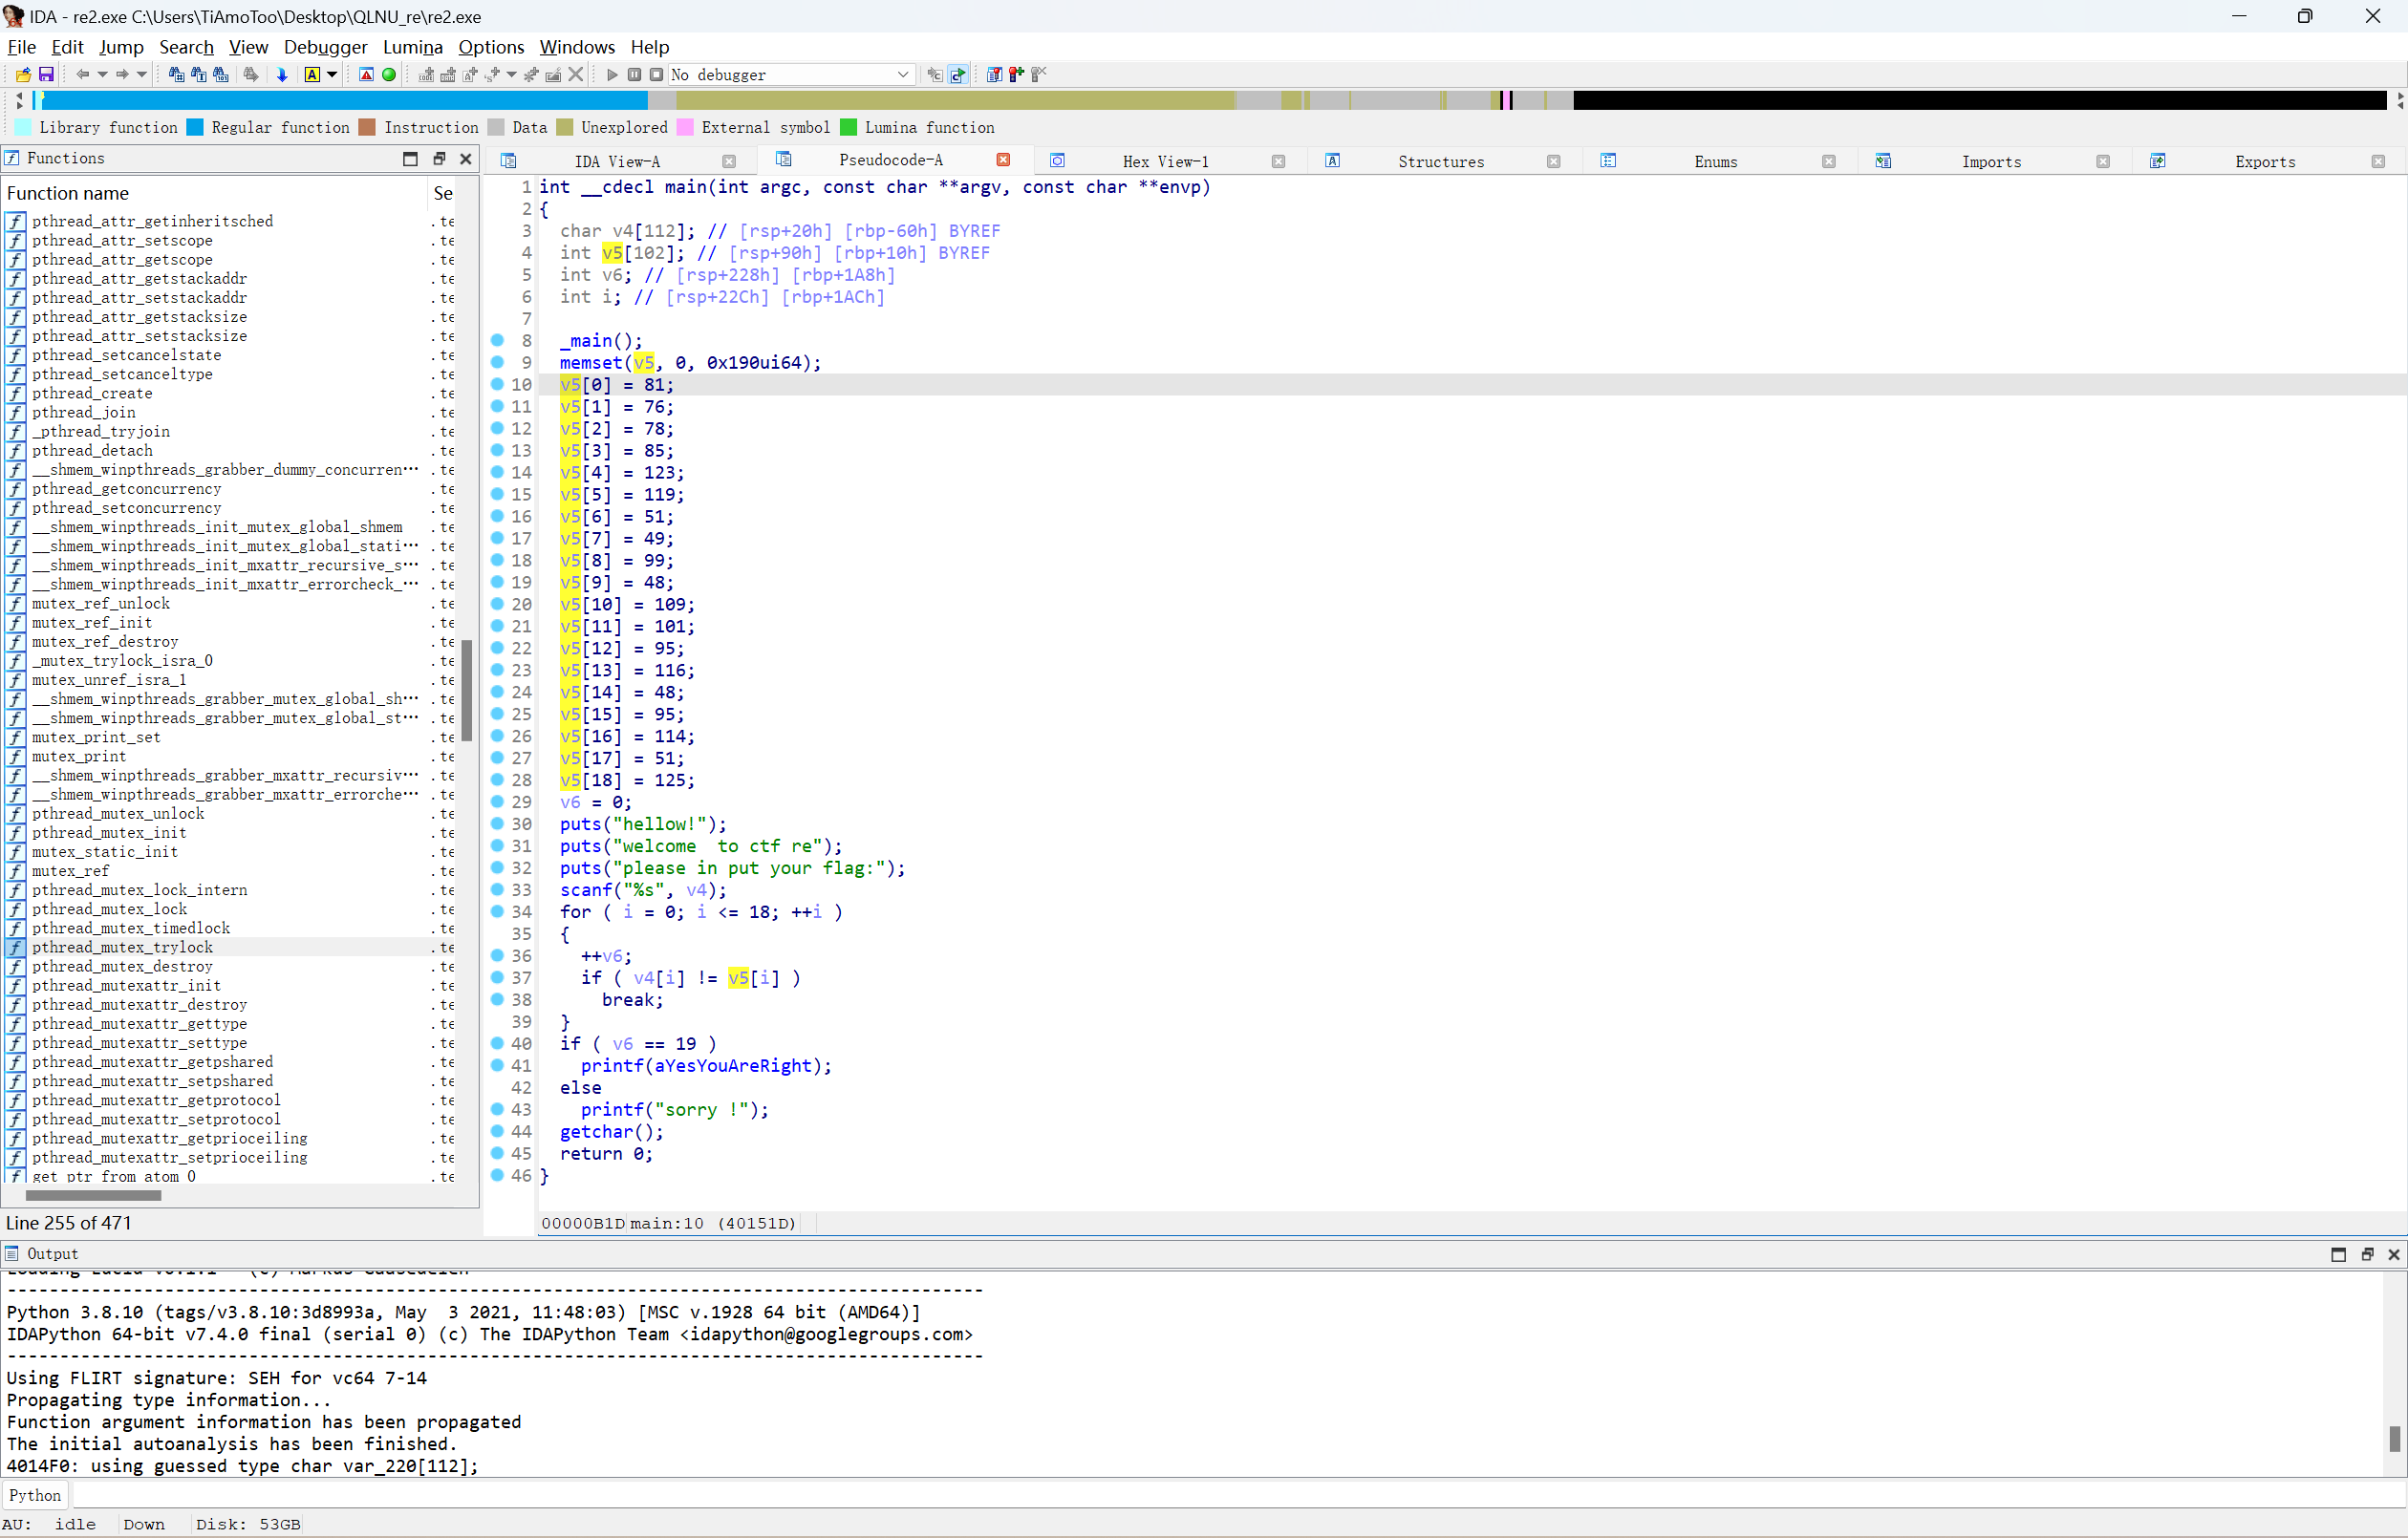 IDA - re2.exe C:\Users\TiAmoToo\Desktop\QLNU_re\re2.exe
File Edit Jump Search View Debugger Lumina Options Windows Help
No debugger
Library function Regular function Instruction Data Unexplored External symbol Lumina function
Functions
IDA View-A Pseudocode-A Hex View-1 Structures Enums Imports Exports
Function name Se
pthread_attr_getinheritsched .te
pthread_attr_setscope .te
pthread_attr_getscope .te
pthread_attr_getstackaddr .te
pthread_attr_setstackaddr .te
pthread_attr_getstacksize .te
pthread_attr_setstacksize .te
pthread_setcancelstate .te
pthread_setcanceltype .te
pthread_create .te
pthread_join .te
_pthread_tryjoin .te
pthread_detach .te
__shmem_winpthreads_grabber_dummy_concurren… .te
pthread_getconcurrency .te
pthread_setconcurrency .te
__shmem_winpthreads_init_mutex_global_shmem .te
__shmem_winpthreads_init_mutex_global_stati… .te
__shmem_winpthreads_init_mxattr_recursive_s… .te
__shmem_winpthreads_init_mxattr_errorcheck_… .te
mutex_ref_unlock .te
mutex_ref_init .te
mutex_ref_destroy .te
_mutex_trylock_isra_0 .te
mutex_unref_isra_1 .te
__shmem_winpthreads_grabber_mutex_global_sh… .te
__shmem_winpthreads_grabber_mutex_global_st… .te
mutex_print_set .te
mutex_print .te
__shmem_winpthreads_grabber_mxattr_recursiv… .te
__shmem_winpthreads_grabber_mxattr_errorche… .te
pthread_mutex_unlock .te
pthread_mutex_init .te
mutex_static_init .te
mutex_ref .te
pthread_mutex_lock_intern .te
pthread_mutex_lock .te
pthread_mutex_timedlock .te
pthread_mutex_trylock .te
pthread_mutex_destroy .te
pthread_mutexattr_init .te
pthread_mutexattr_destroy .te
pthread_mutexattr_gettype .te
pthread_mutexattr_settype .te
pthread_mutexattr_getpshared .te
pthread_mutexattr_setpshared .te
pthread_mutexattr_getprotocol .te
pthread_mutexattr_setprotocol .te
pthread_mutexattr_getprioceiling .te
pthread_mutexattr_setprioceiling .te
get_ptr_from_atom_0 .te
Line 255 of 471
1 int __cdecl main(int argc, const char **argv, const char **envp)
2 {
3 char v4[112]; // [rsp+20h] [rbp-60h] BYREF
4 int v5[102]; // [rsp+90h] [rbp+10h] BYREF
5 int v6; // [rsp+228h] [rbp+1A8h]
6 int i; // [rsp+22Ch] [rbp+1ACh]
7
8 _main();
9 memset(v5, 0, 0x190ui64);
10 v5[0] = 81;
11 v5[1] = 76;
12 v5[2] = 78;
13 v5[3] = 85;
14 v5[4] = 123;
15 v5[5] = 119;
16 v5[6] = 51;
17 v5[7] = 49;
18 v5[8] = 99;
19 v5[9] = 48;
20 v5[10] = 109;
21 v5[11] = 101;
22 v5[12] = 95;
23 v5[13] = 116;
24 v5[14] = 48;
25 v5[15] = 95;
26 v5[16] = 114;
27 v5[17] = 51;
28 v5[18] = 125;
29 v6 = 0;
30 puts("hellow!");
31 puts("welcome  to ctf re");
32 puts("please in put your flag:");
33 scanf("%s", v4);
34 for ( i = 0; i <= 18; ++i )
35 {
36 ++v6;
37 if ( v4[i] != v5[i] )
38 break;
39 }
40 if ( v6 == 19 )
41 printf(aYesYouAreRight);
42 else
43 printf("sorry !");
44 getchar();
45 return 0;
46 }
00000B1D main:10 (40151D)
Output
---------------------------------------------------------------------------------------------
Python 3.8.10 (tags/v3.8.10:3d8993a, May  3 2021, 11:48:03) [MSC v.1928 64 bit (AMD64)]
IDAPython 64-bit v7.4.0 final (serial 0) (c) The IDAPython Team <idapython@googlegroups.com>
---------------------------------------------------------------------------------------------
Using FLIRT signature: SEH for vc64 7-14
Propagating type information...
Function argument information has been propagated
The initial autoanalysis has been finished.
4014F0: using guessed type char var_220[112];
Python
AU: idle Down Disk: 53GB